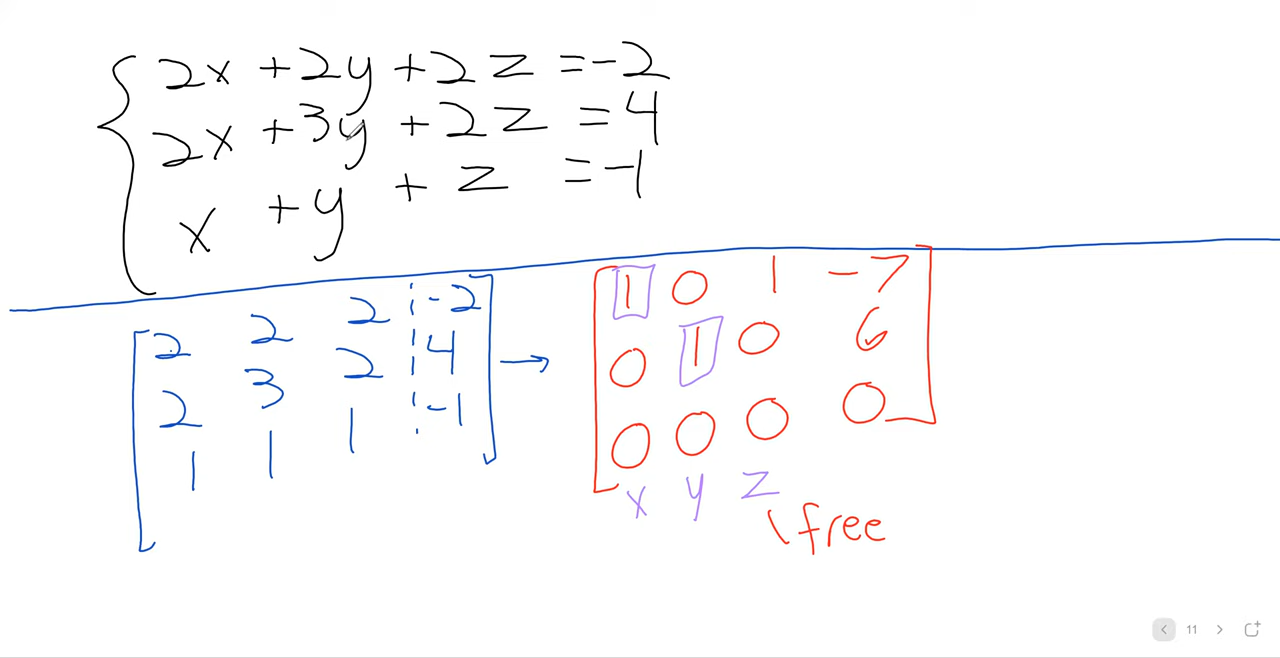 2x + 2y + 2z = -2
2x + 3y + 2z = 4
x + y + z = -1
2 2 2 -2
2 3 2 4
1 1 1 -1
→
1 0 1 -7
0 1 0 6
0 0 0 0
x y z
free
11